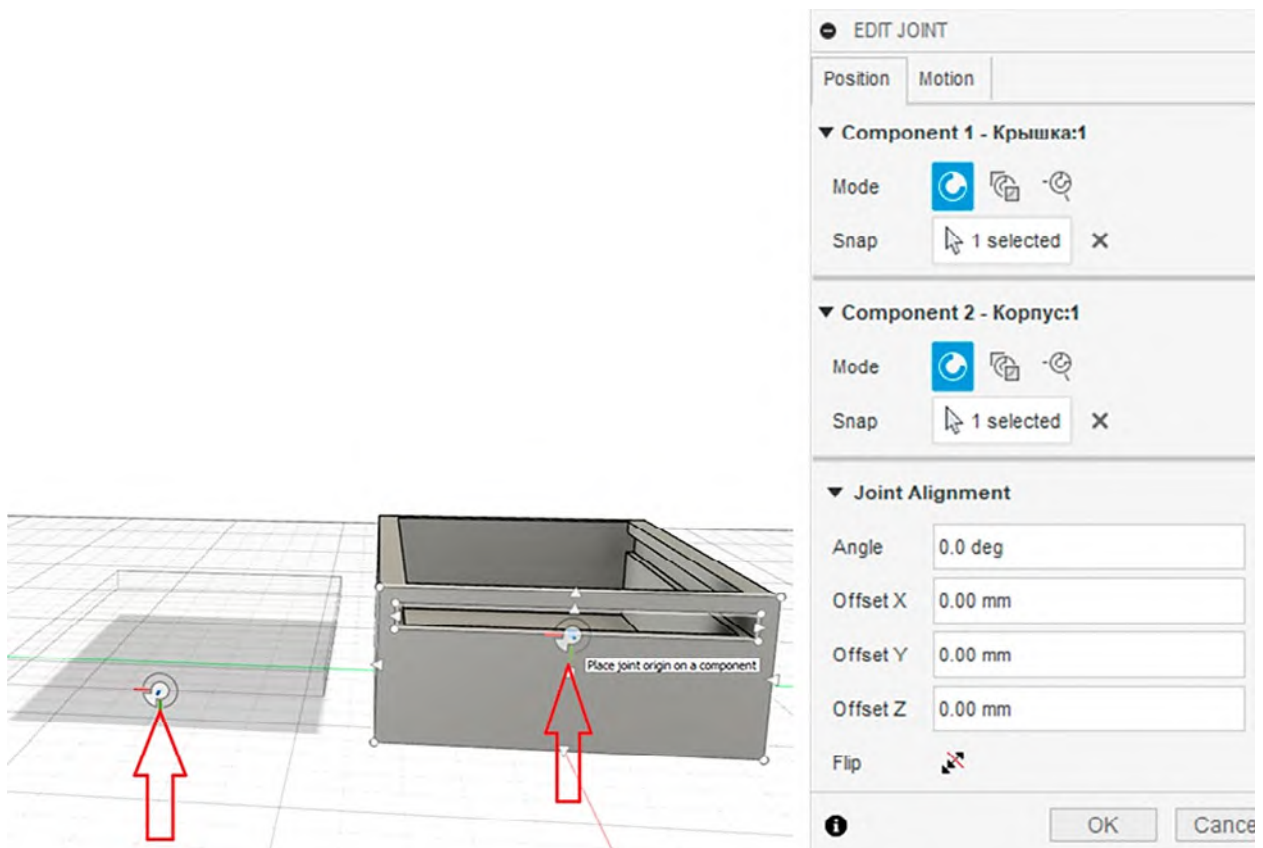 EDIT JOINT
Position Motion
Component 1 - Крышка:1
Mode
Snap 1 selected
Component 2 - Корпус:1
Mode
Snap 1 selected
Joint Alignment
Angle 0.0 deg
Offset X 0.00 mm
Offset Y 0.00 mm
Offset Z 0.00 mm
Flip
OK Cance
Place joint origin on a component